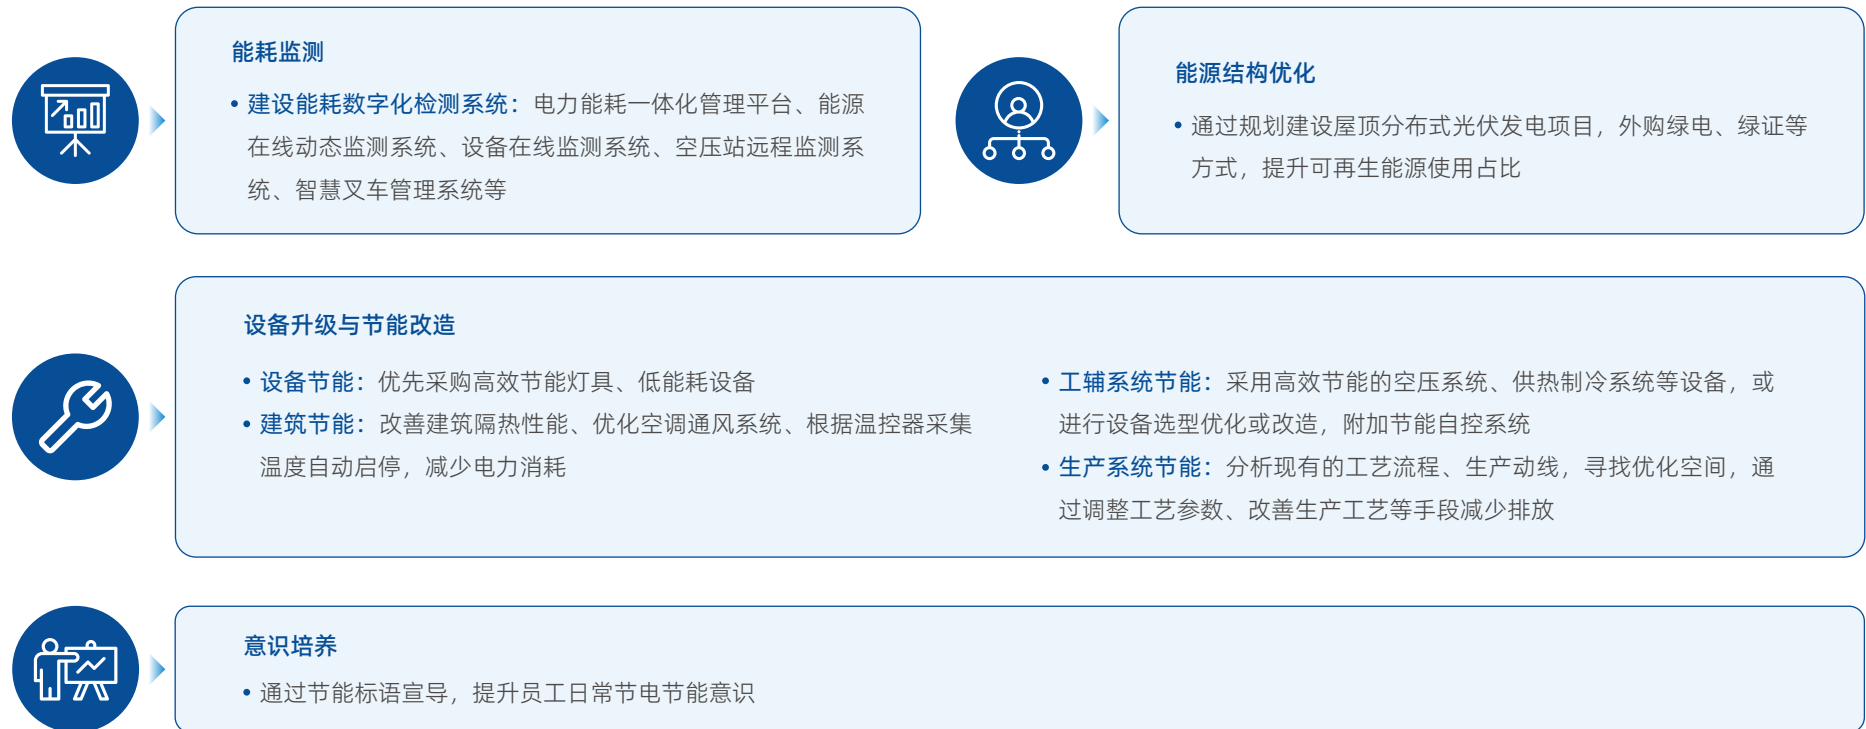 能耗监测
• 建设能耗数字化检测系统：电力能耗一体化管理平台、能源
在线动态监测系统、设备在线监测系统、空压站远程监测系
统、智慧叉车管理系统等
能源结构优化
• 通过规划建设屋顶分布式光伏发电项目，外购绿电、绿证等
方式，提升可再生能源使用占比
设备升级与节能改造
• 设备节能：优先采购高效节能灯具、低能耗设备
• 建筑节能：改善建筑隔热性能、优化空调通风系统、根据温控器采集
温度自动启停，减少电力消耗
• 工辅系统节能：采用高效节能的空压系统、供热制冷系统等设备，或
进行设备选型优化或改造，附加节能自控系统
• 生产系统节能：分析现有的工艺流程、生产动线，寻找优化空间，通
过调整工艺参数、改善生产工艺等手段减少排放
意识培养
• 通过节能标语宣导，提升员工日常节电节能意识